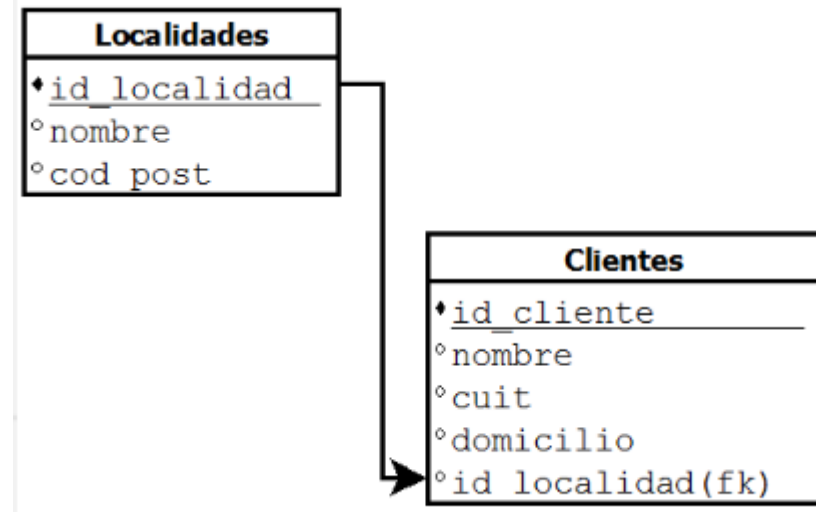 Localidades
id_localidad
nombre
cod_post
Clientes
id_cliente
nombre
cuit
domicilio
id_localidad(fk)